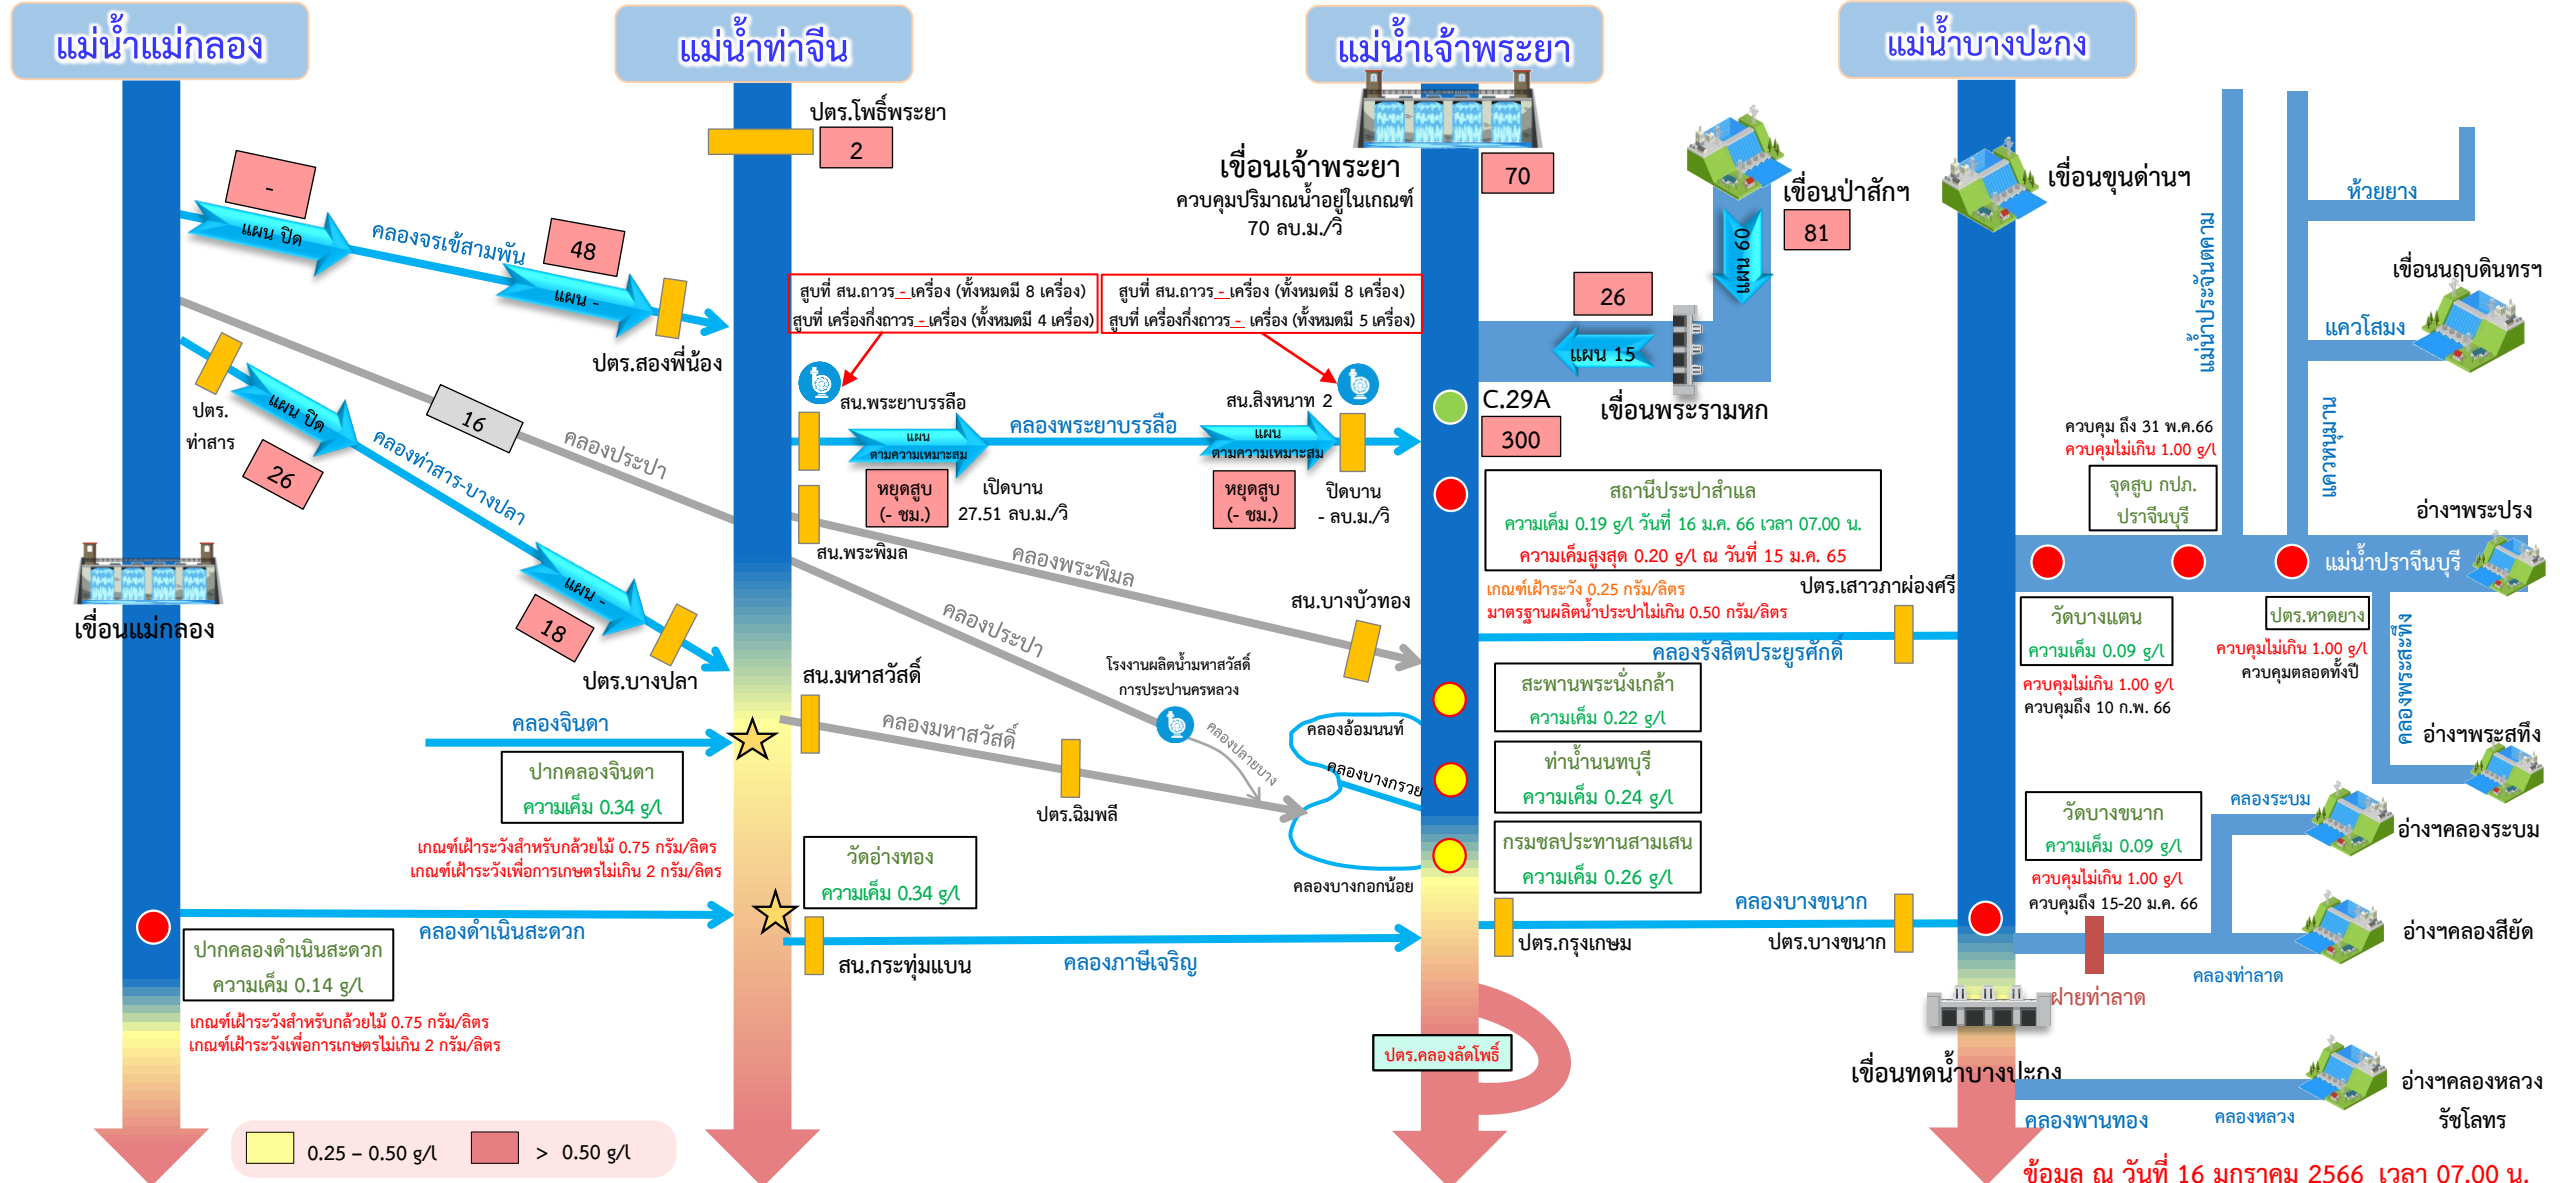 แม่น้ำแม่กลอง
แม่น้ำท่าจีน
แม่น้ำเจ้าพระยา
แม่น้ำบางปะกง
ปตร.โพธิ์พระยา
2
-
แผน ปิด
คลองจรเข้สามพัน
48
แผน -
ปตร.สองพี่น้อง
ปตร.
ท่าสาร
แผน ปิด
26
16
คลองประปา
คลองท่าสาร-บางปลา
แผน -
18
ปตร.บางปลา
เขื่อนแม่กลอง
คลองจินดา
ปากคลองจินดา
ความเค็ม 0.34 g/l
เกณฑ์เฝ้าระวังสำหรับกล้วยไม้ 0.75 กรัม/ลิตร
เกณฑ์เฝ้าระวังเพื่อการเกษตรไม่เกิน 2 กรัม/ลิตร
คลองดำเนินสะดวก
ปากคลองดำเนินสะดวก
ความเค็ม 0.14 g/l
เกณฑ์เฝ้าระวังสำหรับกล้วยไม้ 0.75 กรัม/ลิตร
เกณฑ์เฝ้าระวังเพื่อการเกษตรไม่เกิน 2 กรัม/ลิตร
0.25 – 0.50 g/l
> 0.50 g/l
เขื่อนเจ้าพระยา
ควบคุมปริมาณน้ำอยู่ในเกณฑ์
70 ลบ.ม./วิ
70
สูบที่ สน.ถาวร - เครื่อง (ทั้งหมดมี 8 เครื่อง)
สูบที่ เครื่องกึ่งถาวร - เครื่อง (ทั้งหมดมี 4 เครื่อง)
สูบที่ สน.ถาวร - เครื่อง (ทั้งหมดมี 8 เครื่อง)
สูบที่ เครื่องกึ่งถาวร - เครื่อง (ทั้งหมดมี 5 เครื่อง)
สน.พระยาบรรลือ
แผน
ตามความเหมาะสม
คลองพระยาบรรลือ
สน.สิงหนาท 2
แผน
ตามความเหมาะสม
หยุดสูบ
(- ชม.)
เปิดบาน
27.51 ลบ.ม./วิ
หยุดสูบ
(- ชม.)
ปิดบาน
- ลบ.ม./วิ
สน.พระพิมล
คลองพระพิมล
สน.บางบัวทอง
คลองประปา
โรงงานผลิตน้ำมหาสวัสดิ์
การประปานครหลวง
สน.มหาสวัสดิ์
คลองมหาสวัสดิ์
คลองปลายบาง
ปตร.ฉิมพลี
คลองอ้อมนนท์
คลองบางกรวย
คลองบางกอกน้อย
วัดอ่างทอง
ความเค็ม 0.34 g/l
สน.กระทุ่มแบน
คลองภาษีเจริญ
เขื่อนป่าสักฯ
81
แผน 60
26
แผน 15
เขื่อนพระรามหก
C.29A
300
สถานีประปาสำแล
ความเค็ม 0.19 g/l วันที่ 16 ม.ค. 66 เวลา 07.00 น.
ความเค็มสูงสุด 0.20 g/l ณ วันที่ 15 ม.ค. 65
เกณฑ์เฝ้าระวัง 0.25 กรัม/ลิตร
มาตรฐานผลิตน้ำประปาไม่เกิน 0.50 กรัม/ลิตร
ปตร.เสาวภาผ่องศรี
คลองรังสิตประยูรศักดิ์
สะพานพระนั่งเกล้า
ความเค็ม 0.22 g/l
ท่าน้ำนนทบุรี
ความเค็ม 0.24 g/l
กรมชลประทานสามเสน
ความเค็ม 0.26 g/l
คลองบางขนาก
ปตร.กรุงเกษม
ปตร.บางขนาก
ปตร.คลองลัดโพธิ์
เขื่อนขุนด่านฯ
แม่น้ำประจันตคาม
ห้วยยาง
เขื่อนนฤบดินทรฯ
แควโสมง
แควหนุมาน
ควบคุม ถึง 31 พ.ค.66
ควบคุมไม่เกิน 1.00 g/l
จุดสูบ กปภ.
ปราจีนบุรี
อ่างฯพระปรง
แม่น้ำปราจีนบุรี
วัดบางแตน
ความเค็ม 0.09 g/l
ควบคุมไม่เกิน 1.00 g/l
ควบคุมถึง 10 ก.พ. 66
ปตร.หาดยาง
ควบคุมไม่เกิน 1.00 g/l
ควบคุมตลอดทั้งปี
คลองพระสะทึง
อ่างฯพระสทึง
วัดบางขนาก
ความเค็ม 0.09 g/l
ควบคุมไม่เกิน 1.00 g/l
ควบคุมถึง 15-20 ม.ค. 66
คลองระบม
อ่างฯคลองระบม
อ่างฯคลองสียัด
คลองท่าลาด
ฝายท่าลาด
เขื่อนทดน้ำบางปะกง
คลองพานทอง
คลองหลวง
อ่างฯคลองหลวง
รัชโลทร
ข้อมูล ณ วันที่ 16 มกราคม 2566 เวลา 07.00 น.